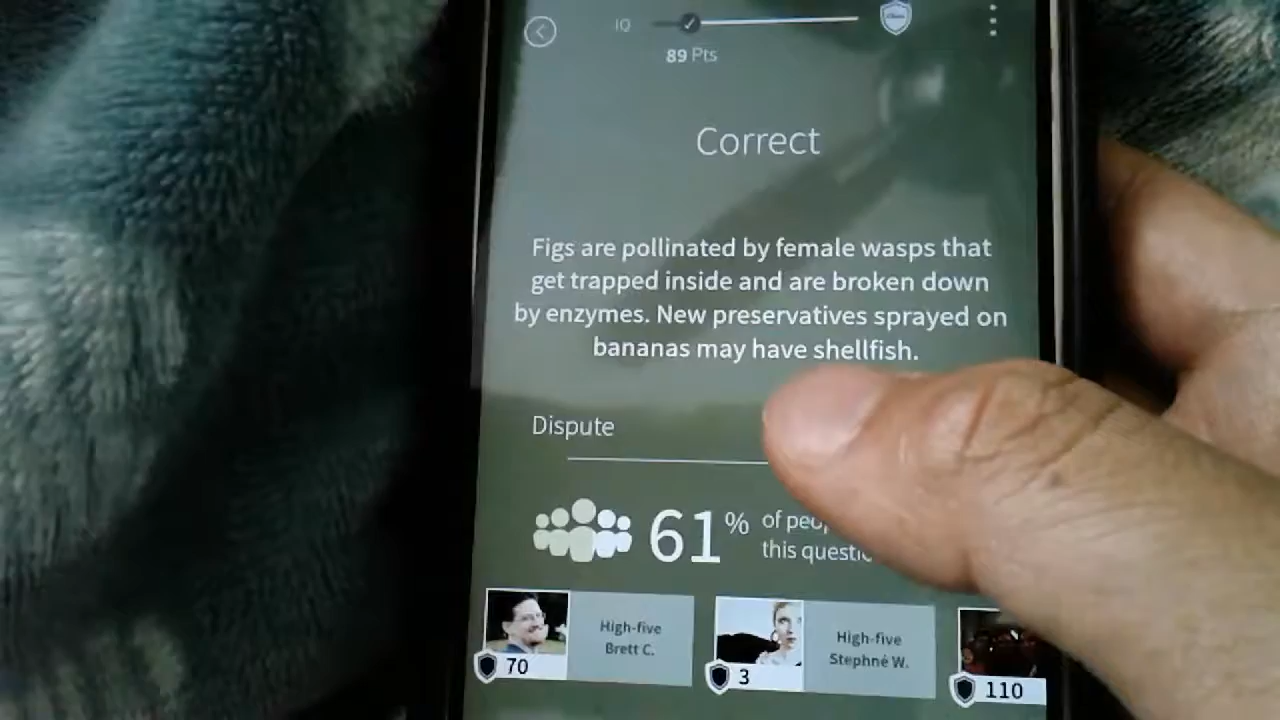 IQ
89 Pts
Correct
Figs are pollinated by female wasps that
get trapped inside and are broken down
by enzymes. New preservatives sprayed on
bananas may have shellfish.
Dispute
61%
of
this
High-five
Brett C.
70
High-five
Stephné W.
3
110